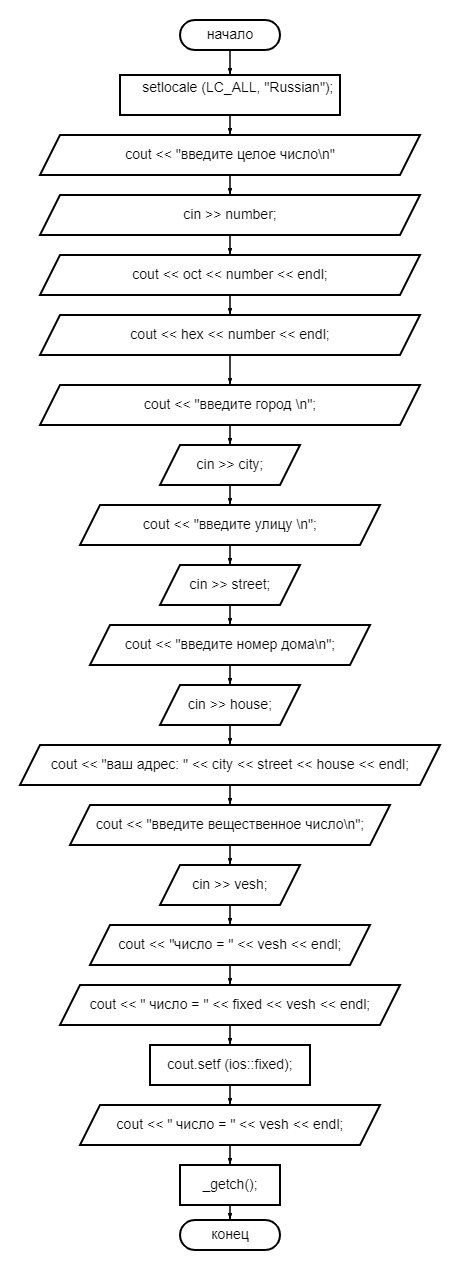 начало
setlocale (LC_ALL, "Russian");
cout << "введите целое число\n"
cin >> number;
cout << oct << number << endl;
cout << hex << number << endl;
cout << "введите город \n";
cin >> city;
cout << "введите улицу \n";
cin >> street;
cout << "введите номер дома\n";
cin >> house;
cout << "ваш адрес: " << city << street << house << endl;
cout << "введите вещественное число\n";
cin >> vesh;
cout << "число = " << vesh << endl;
cout << " число = " << fixed << vesh << endl;
cout.setf (ios::fixed);
cout << " число = " << vesh << endl;
_getch();
конец